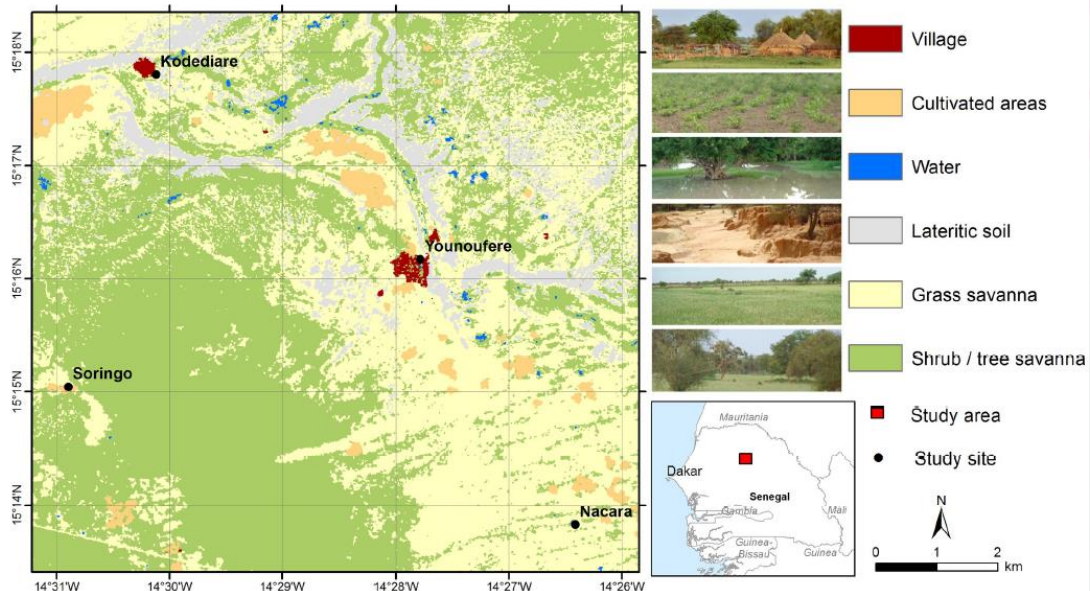 15°18'N
15°17'N
15°16'N
15°15'N
15°14'N
14°31'W
14°30'W
14°29'W
14°28'W
14°27'W
14°26'W
Kodediare
Younoufere
Soringo
Nacara
Village
Cultivated areas
Water
Lateritic soil
Grass savanna
Shrub / tree savanna
Study area
Study site
Mauritania
Dakar
Senegal
Gambia
Mali
Guinea-
Bissau
Guinea
N
0 1 2
km